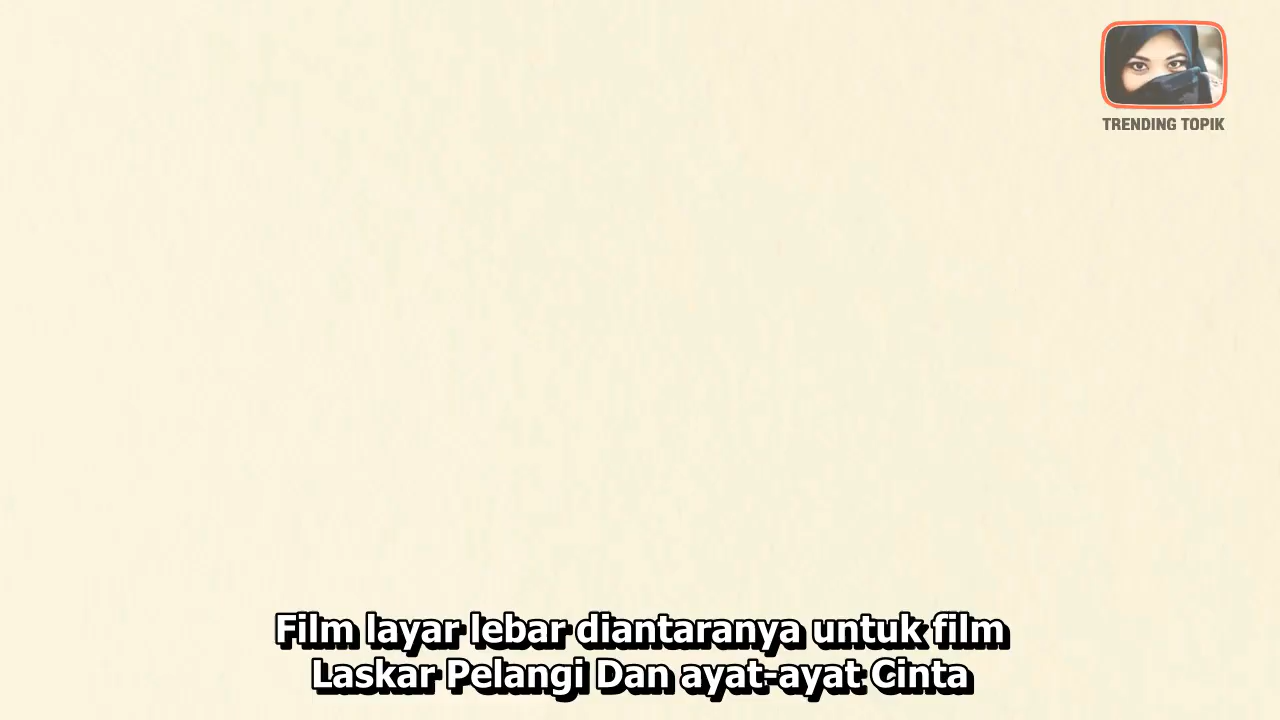 TRENDING TOPIK
Film layar lebar diantaranya untuk film
Laskar Pelangi Dan ayat-ayat Cinta